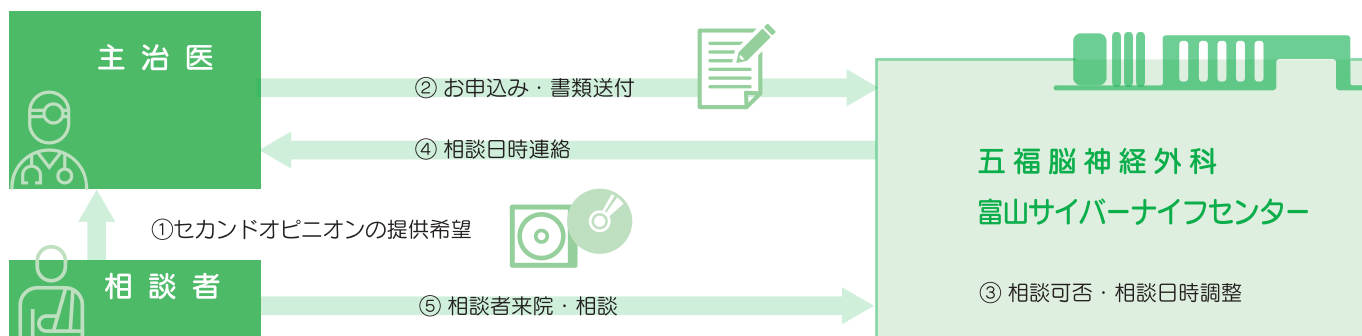 主治医
② お申込み・書類送付
④ 相談日時連絡
五福脳神経外科
富山サイバーナイフセンター
①セカンドオピニオンの提供希望
相談者
③ 相談可否・相談日時調整
⑤ 相談者来院・相談